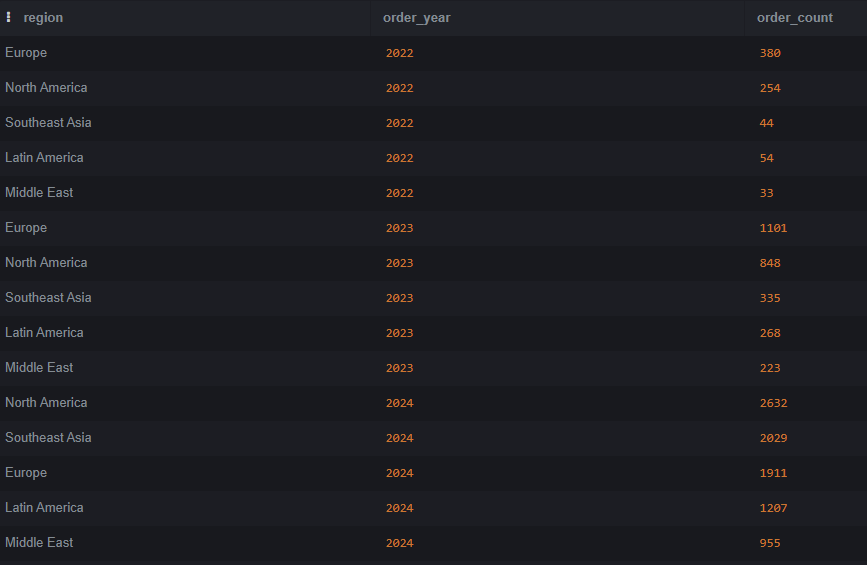 region order_year order_count
Europe 2022 380
North America 2022 254
Southeast Asia 2022 44
Latin America 2022 54
Middle East 2022 33
Europe 2023 1101
North America 2023 848
Southeast Asia 2023 335
Latin America 2023 268
Middle East 2023 223
North America 2024 2632
Southeast Asia 2024 2029
Europe 2024 1911
Latin America 2024 1207
Middle East 2024 955